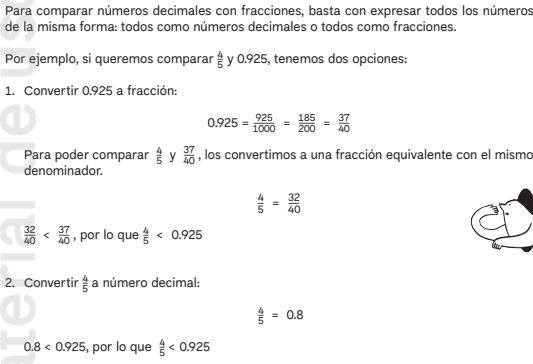 Para comparar números decimales con fracciones, basta con expresar todos los números
de la misma forma: todos como números decimales o todos como fracciones.
Por ejemplo, si queremos comparar 4/5 y 0.925, tenemos dos opciones:
1. Convertir 0.925 a fracción:
0.925 = 925/1000 = 185/200 = 37/40
Para poder comparar 4/5 y 37/40, los convertimos a una fracción equivalente con el mismo
denominador.
4/5 = 32/40
32/40 < 37/40, por lo que 4/5 < 0.925
2. Convertir 4/5 a número decimal:
4/5 = 0.8
0.8 < 0.925, por lo que 4/5 < 0.925
aterial de us